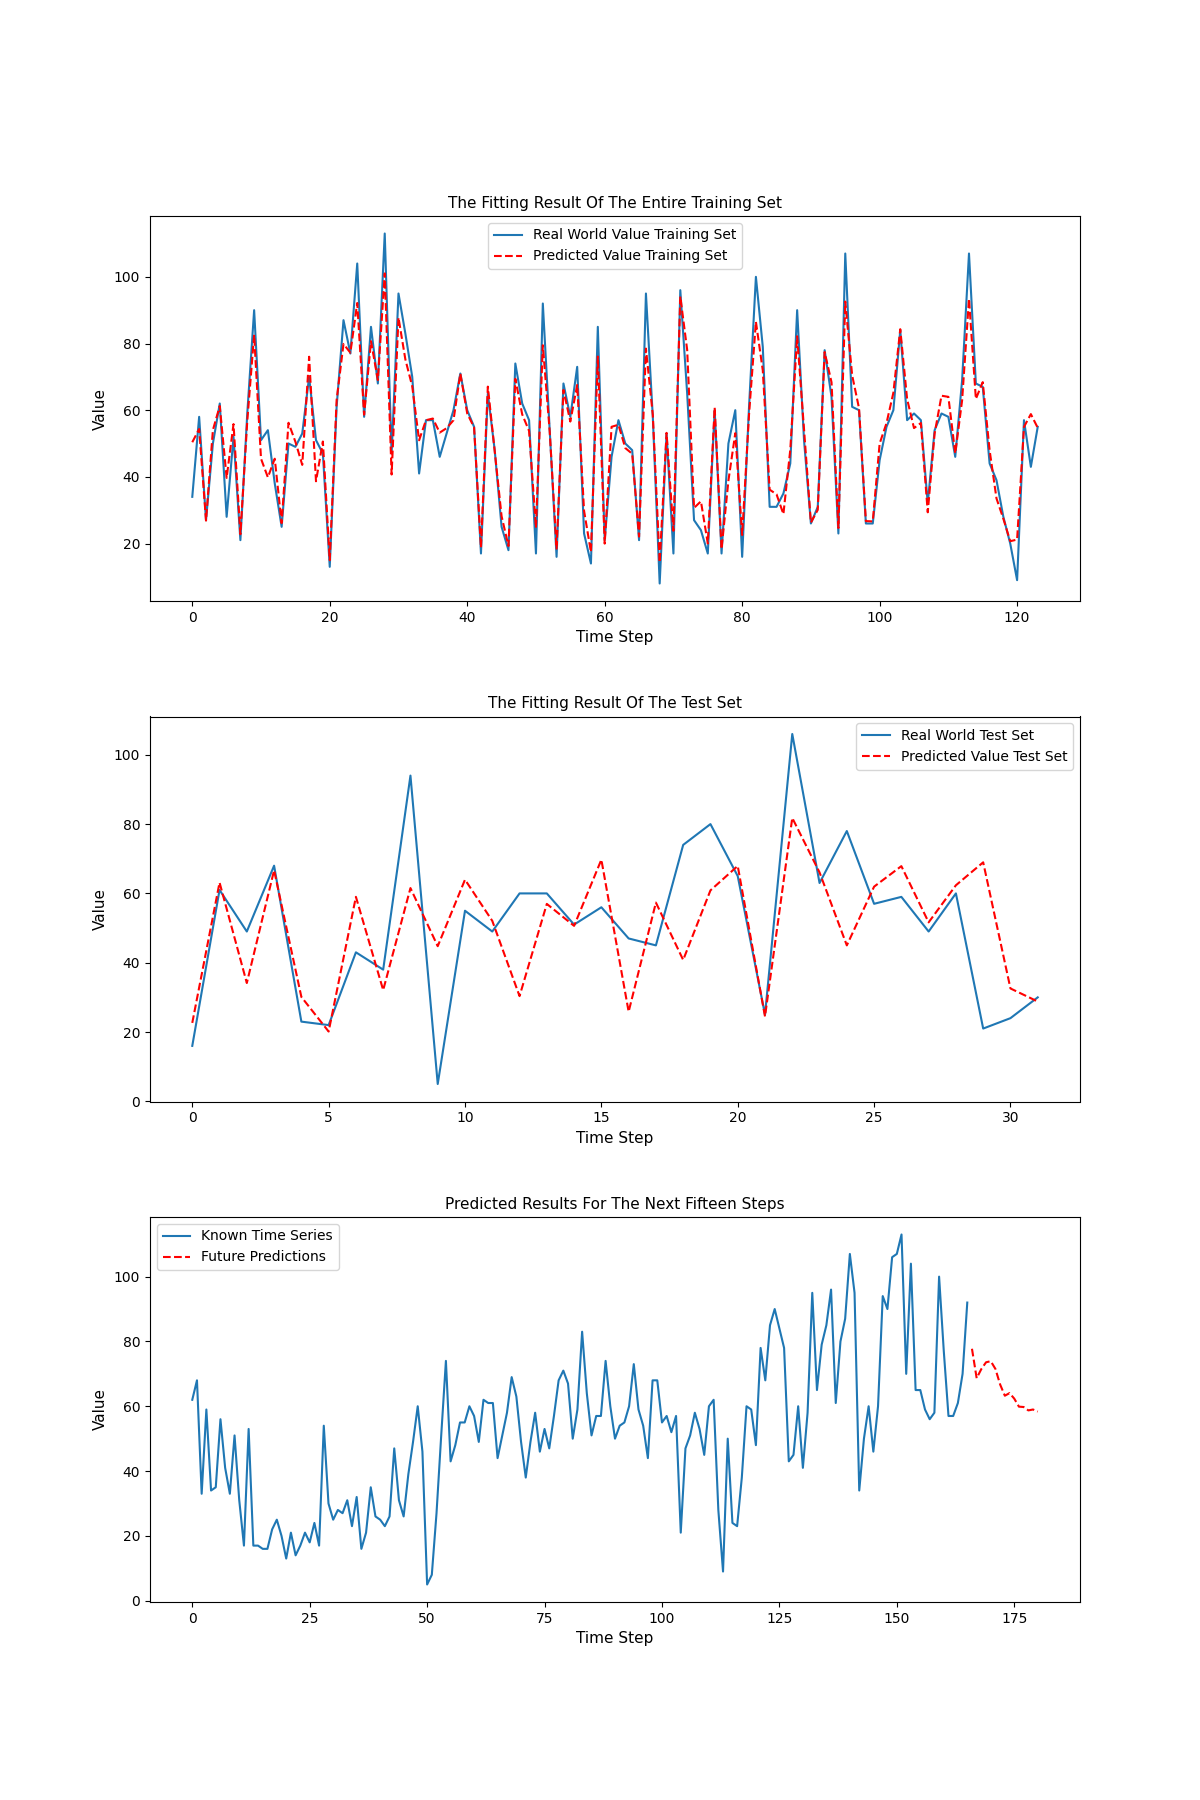 The Fitting Result Of The Entire Training Set
Real World Value Training Set
Predicted Value Training Set
Value
100
80
60
40
20
0 20 40 60 80 100 120
Time Step
The Fitting Result Of The Test Set
Real World Test Set
Predicted Value Test Set
Value
100
80
60
40
20
0
0 5 10 15 20 25 30
Time Step
Predicted Results For The Next Fifteen Steps
Known Time Series
Future Predictions
Value
100
80
60
40
20
0
0 25 50 75 100 125 150 175
Time Step